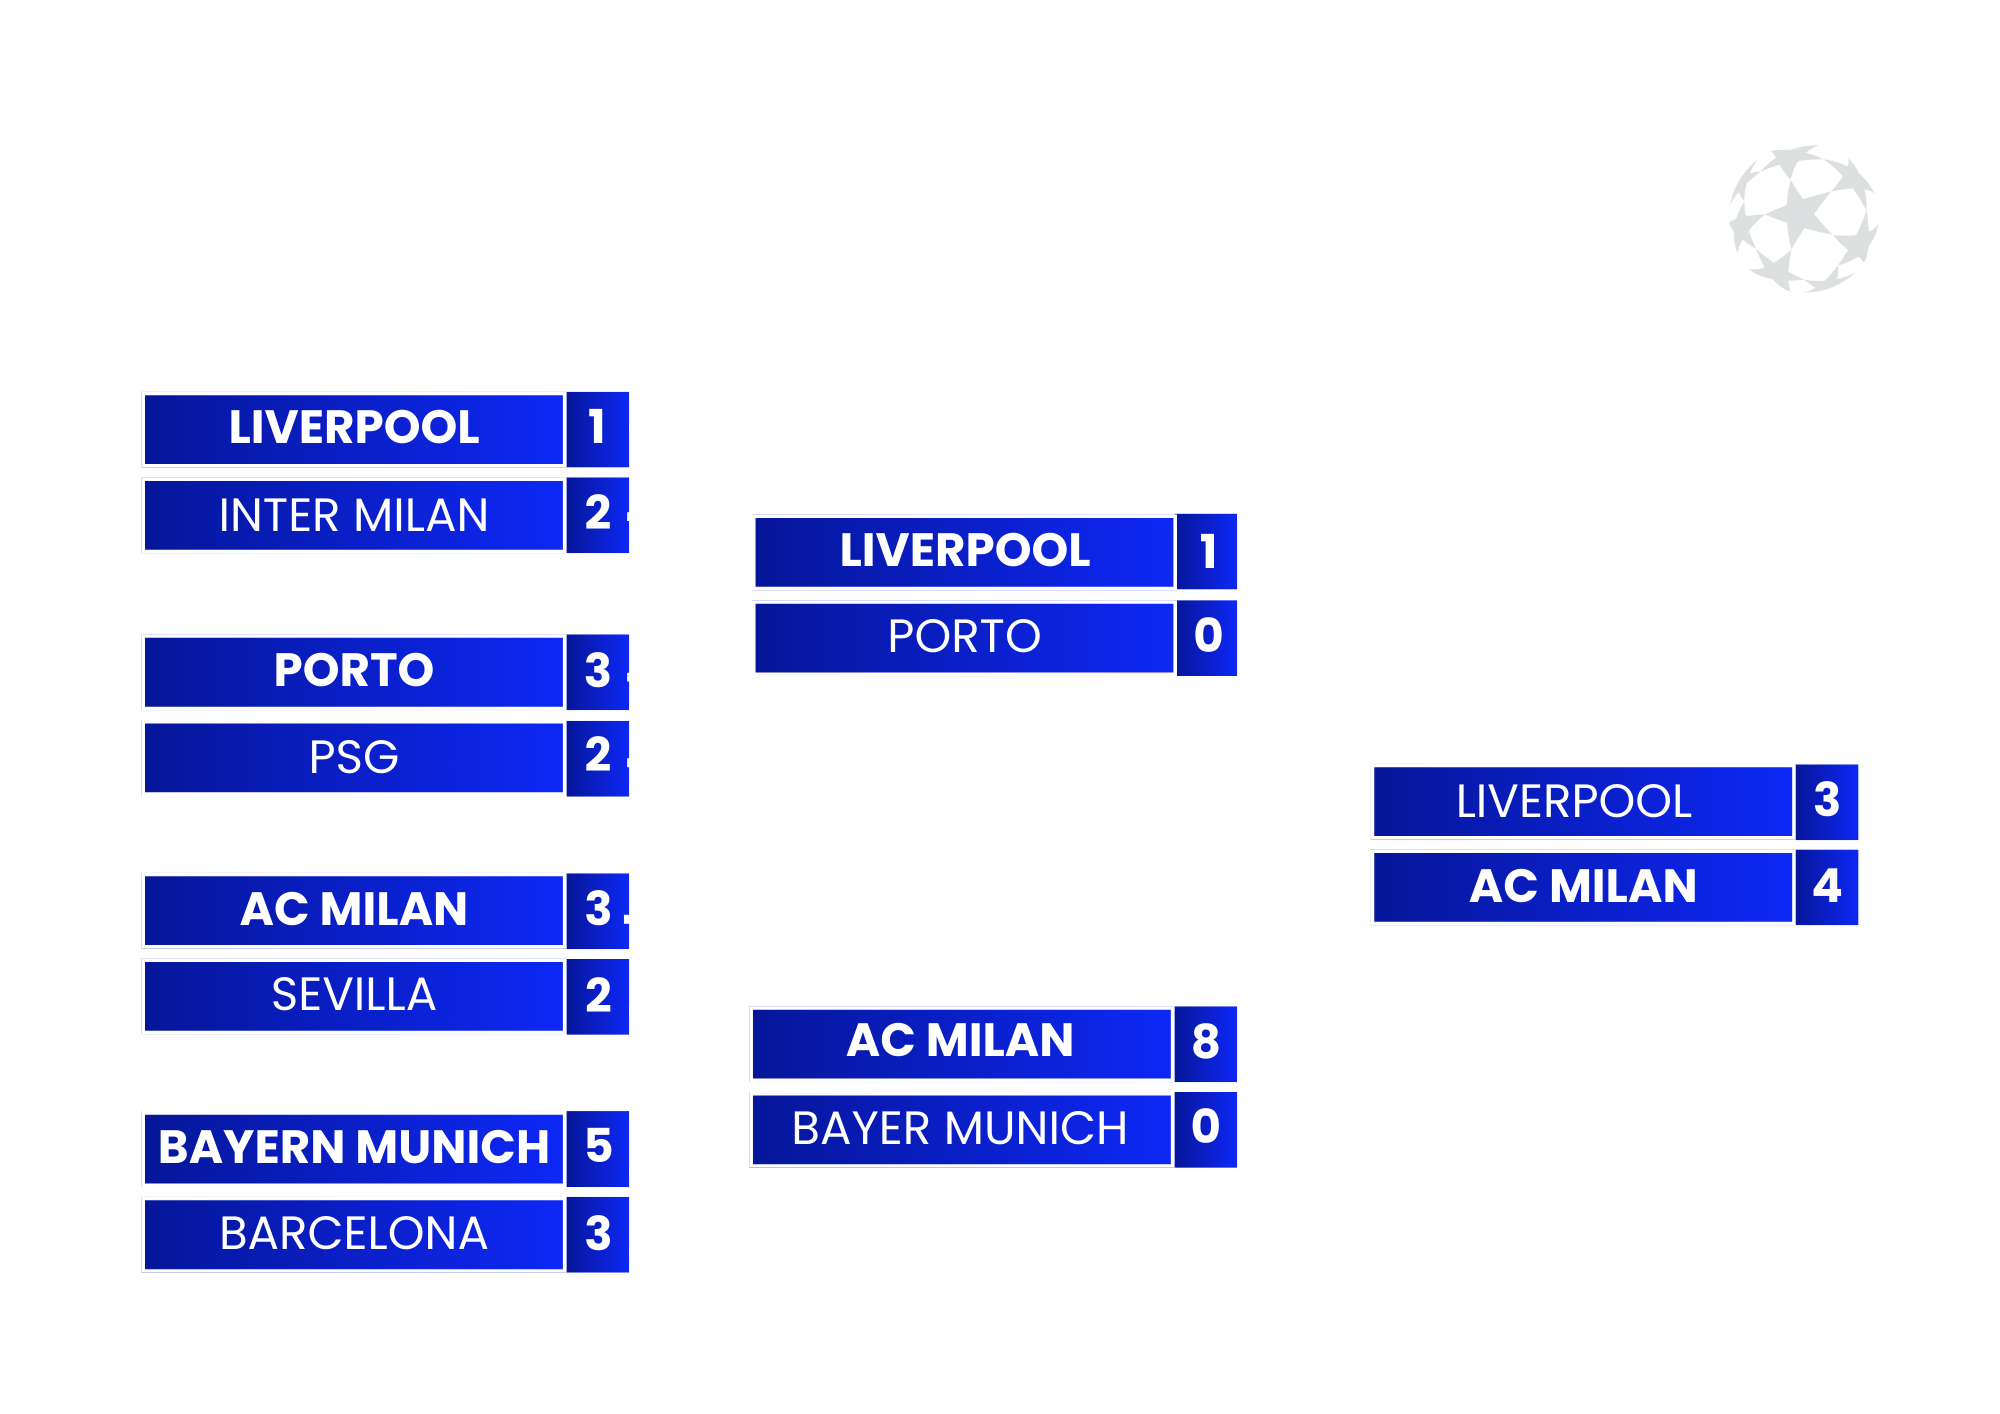 LIVERPOOL 1
INTER MILAN 2
PORTO 3
PSG 2
AC MILAN 3
SEVILLA 2
BAYERN MUNICH 5
BARCELONA 3
LIVERPOOL 1
PORTO 0
AC MILAN 8
BAYER MUNICH 0
LIVERPOOL 3
AC MILAN 4